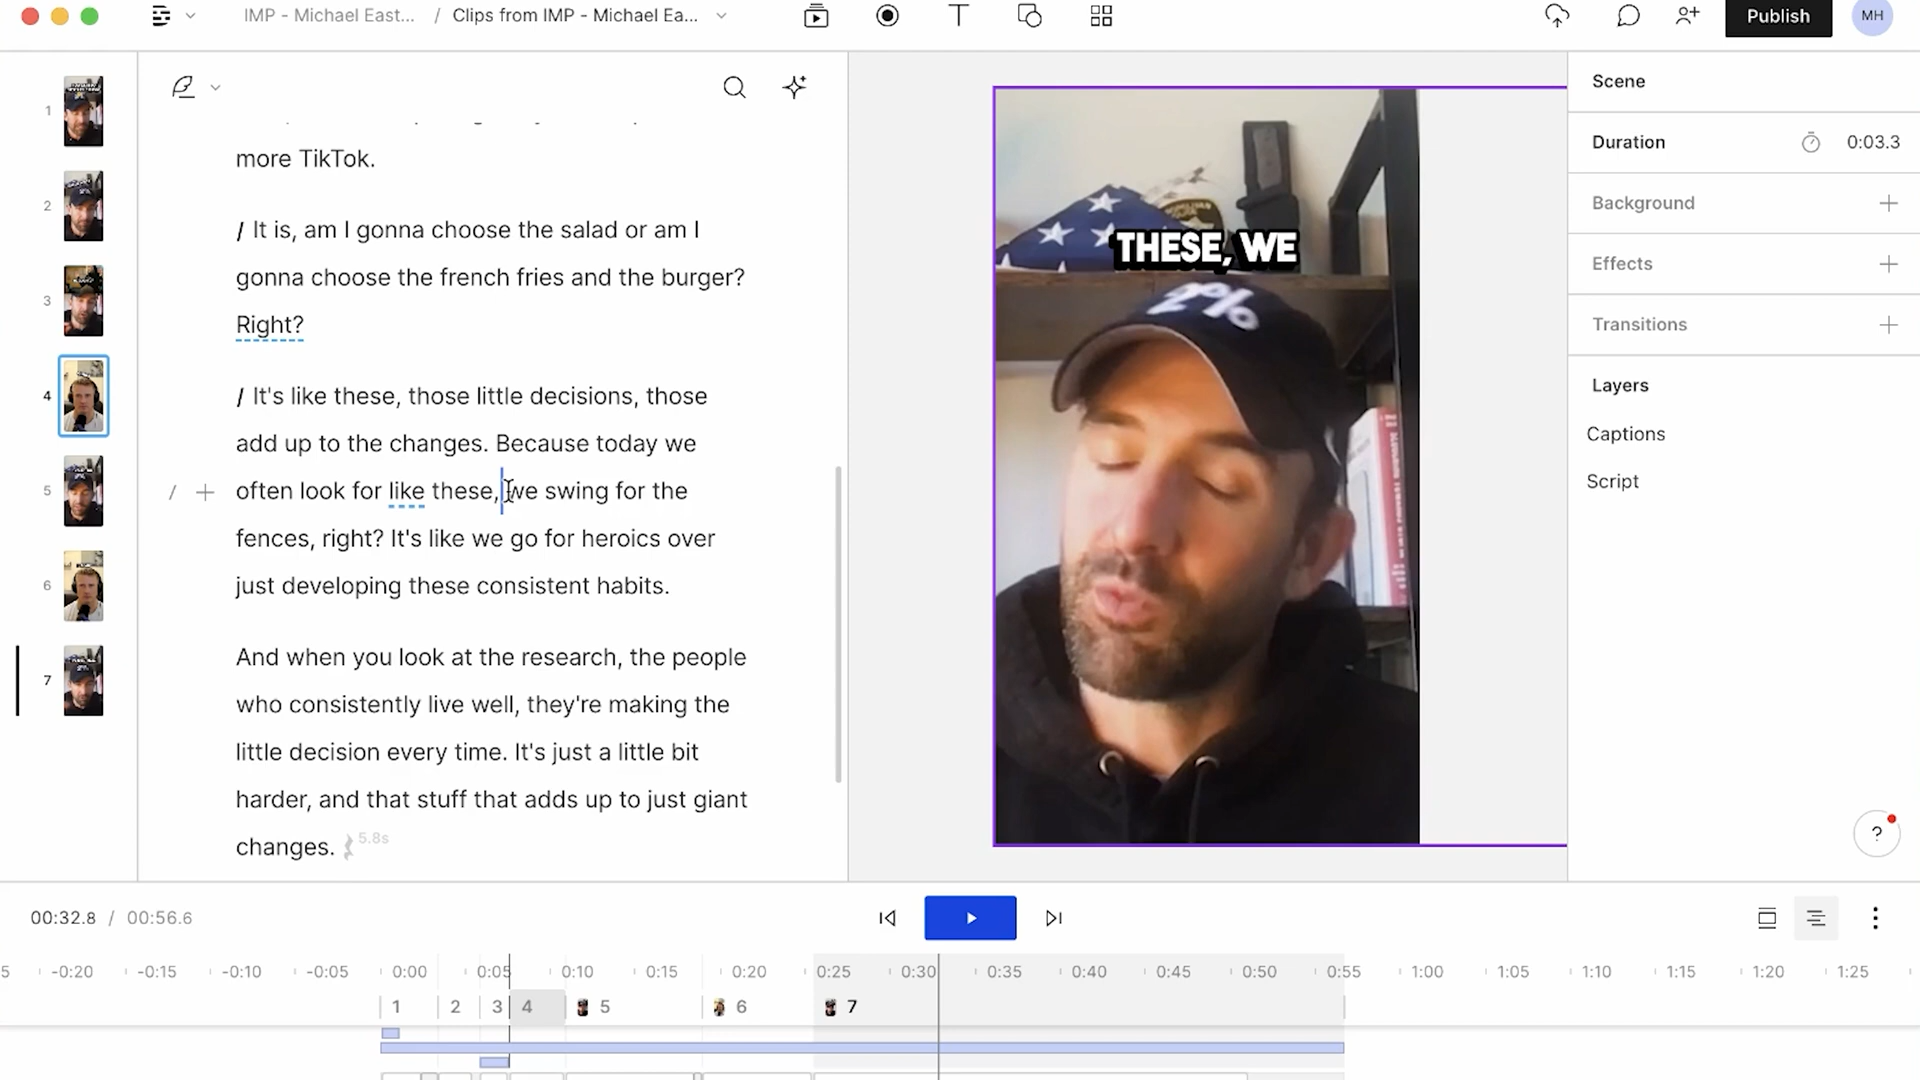 IMP - Michael East... / Clips from IMP - Michael Ea...
Publish
MH
1
2
3
4
5
6
7
more TikTok.
/ It is, am I gonna choose the salad or am I
gonna choose the french fries and the burger?
Right?
/ It's like these, those little decisions, those
add up to the changes. Because today we
/ + often look for like these, we swing for the
fences, right? It's like we go for heroics over
just developing these consistent habits.
And when you look at the research, the people
who consistently live well, they're making the
little decision every time. It's just a little bit
harder, and that stuff that adds up to just giant
changes. 5.8s
THESE, WE
2%
Scene
Duration 0:03.3
Background
Effects
Transitions
Layers
Captions
Script
?
00:32.8 / 00:56.6
5 -0:20 -0:15 -0:10 -0:05 0:00 0:05 0:10 0:15 0:20 0:25 0:30 0:35 0:40 0:45 0:50 0:55 1:00 1:05 1:10 1:15 1:20 1:25
1 2 3 4 5 6 7